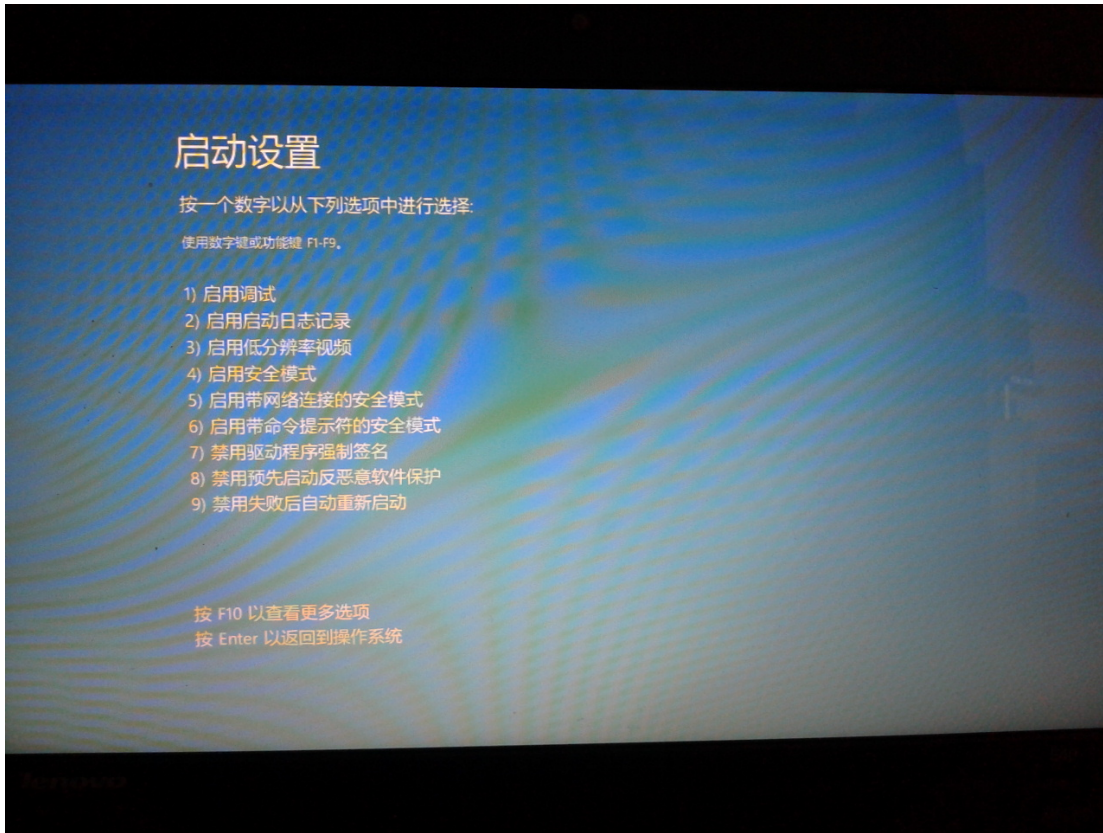 启动设置
按一个数字以从下列选项中进行选择:
使用数字键或功能键 F1-F9。
1) 启用调试
2) 启用启动日志记录
3) 启用低分辨率视频
4) 启用安全模式
5) 启用带网络连接的安全模式
6) 启用带命令提示符的安全模式
7) 禁用驱动程序强制签名
8) 禁用预先启动反恶意软件保护
9) 禁用失败后自动重新启动
按 F10 以查看更多选项
按 Enter 以返回到操作系统
lenovo